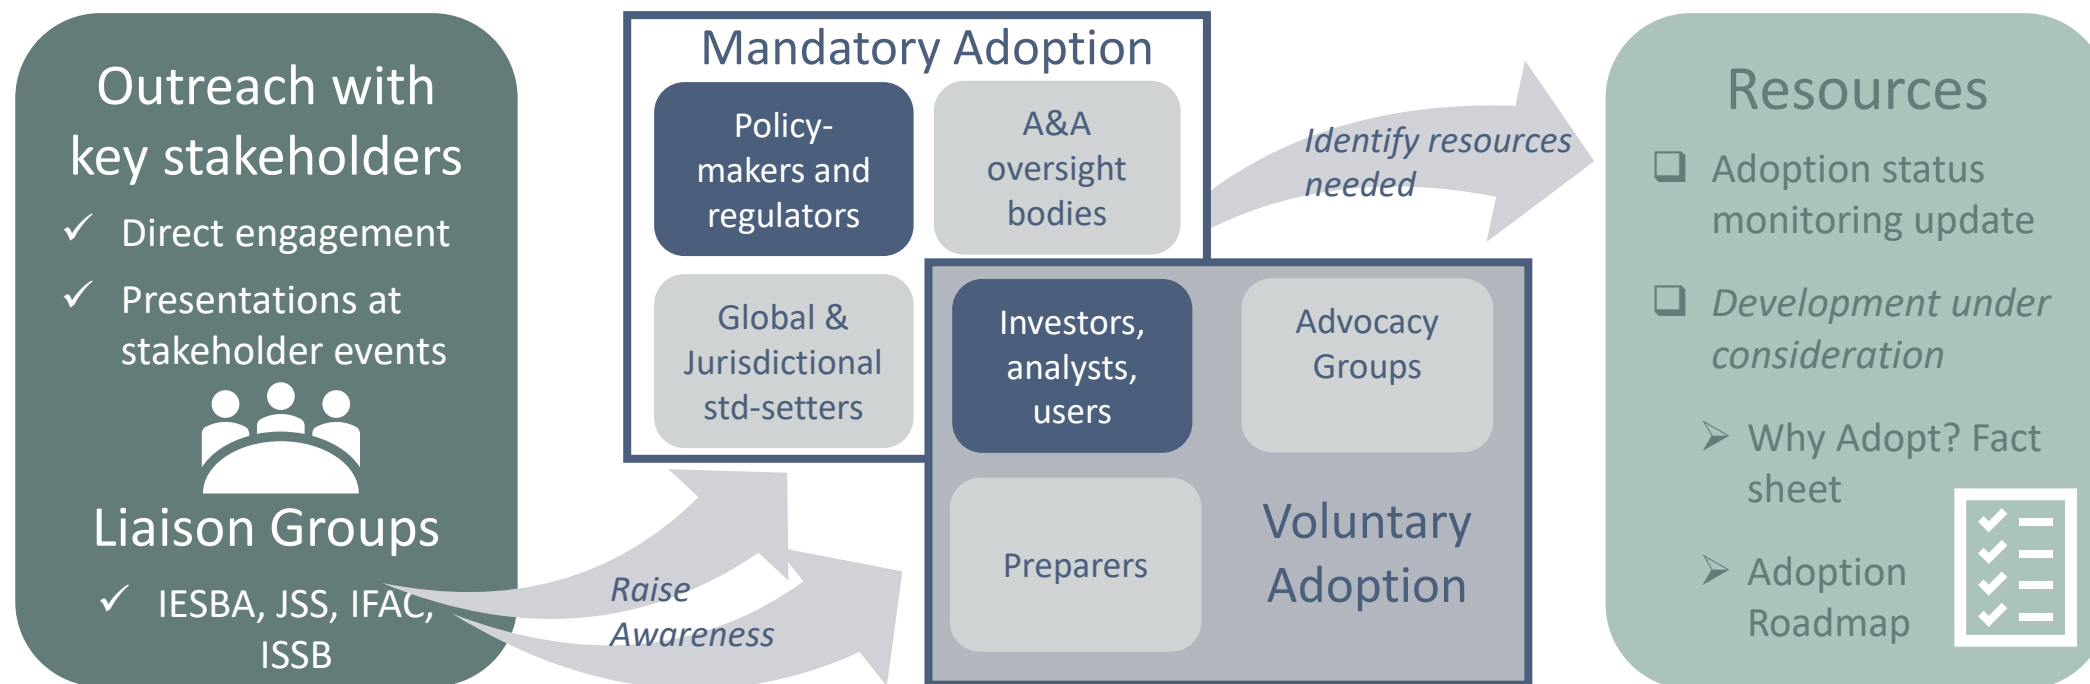 Outreach with
key stakeholders
Direct engagement
Presentations at
stakeholder events
Liaison Groups
IESBA, JSS, IFAC,
ISSB
Raise
Awareness
Mandatory Adoption
Policy-
makers and
regulators
A&A
oversight
bodies
Global &
Jurisdictional
std-setters
Investors,
analysts,
users
Advocacy
Groups
Preparers
Voluntary
Adoption
Identify resources
needed
Resources
Adoption status
monitoring update
Development under
consideration
Why Adopt? Fact
sheet
Adoption
Roadmap